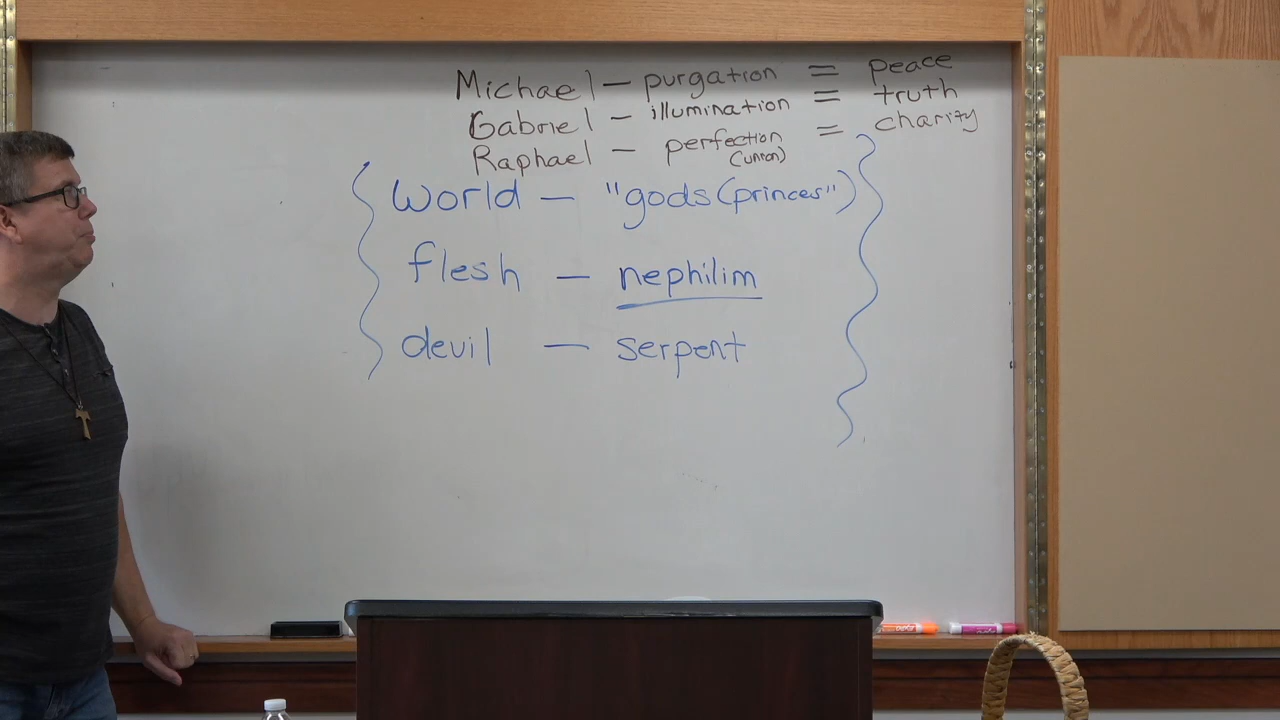 Michael - purgation = peace
Gabriel - illumination = truth
Raphael - perfection = charity
(union)
world - "gods (princes")
flesh - nephilim
devil - serpent